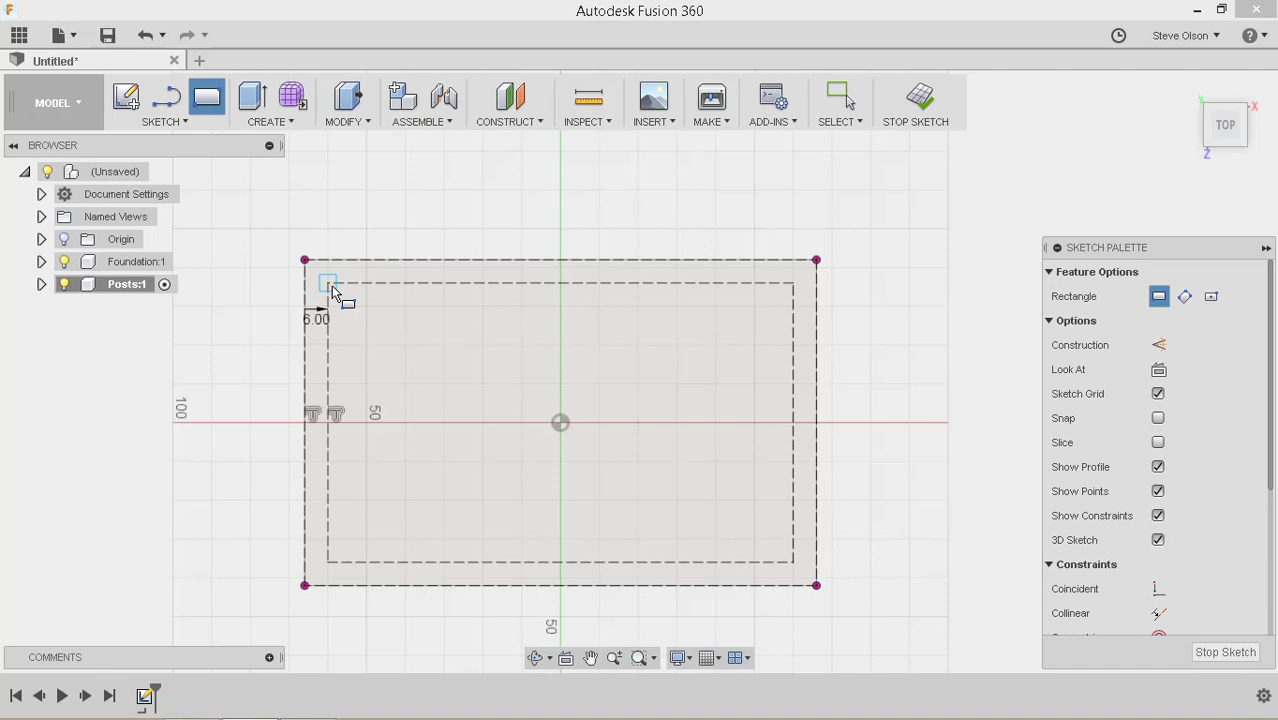 Autodesk Fusion 360
Steve Olson
Untitled*
MODEL
SKETCH
CREATE
MODIFY
ASSEMBLE
CONSTRUCT
INSPECT
INSERT
MAKE
ADD-INS
SELECT
STOP SKETCH
BROWSER
(Unsaved)
Document Settings
Named Views
Origin
Foundation:1
Posts:1
6.00
100
50
50
Y
X
TOP
Z
SKETCH PALETTE
Feature Options
Rectangle
Options
Construction
Look At
Sketch Grid
Snap
Slice
Show Profile
Show Points
Show Constraints
3D Sketch
Constraints
Coincident
Collinear
COMMENTS
Stop Sketch